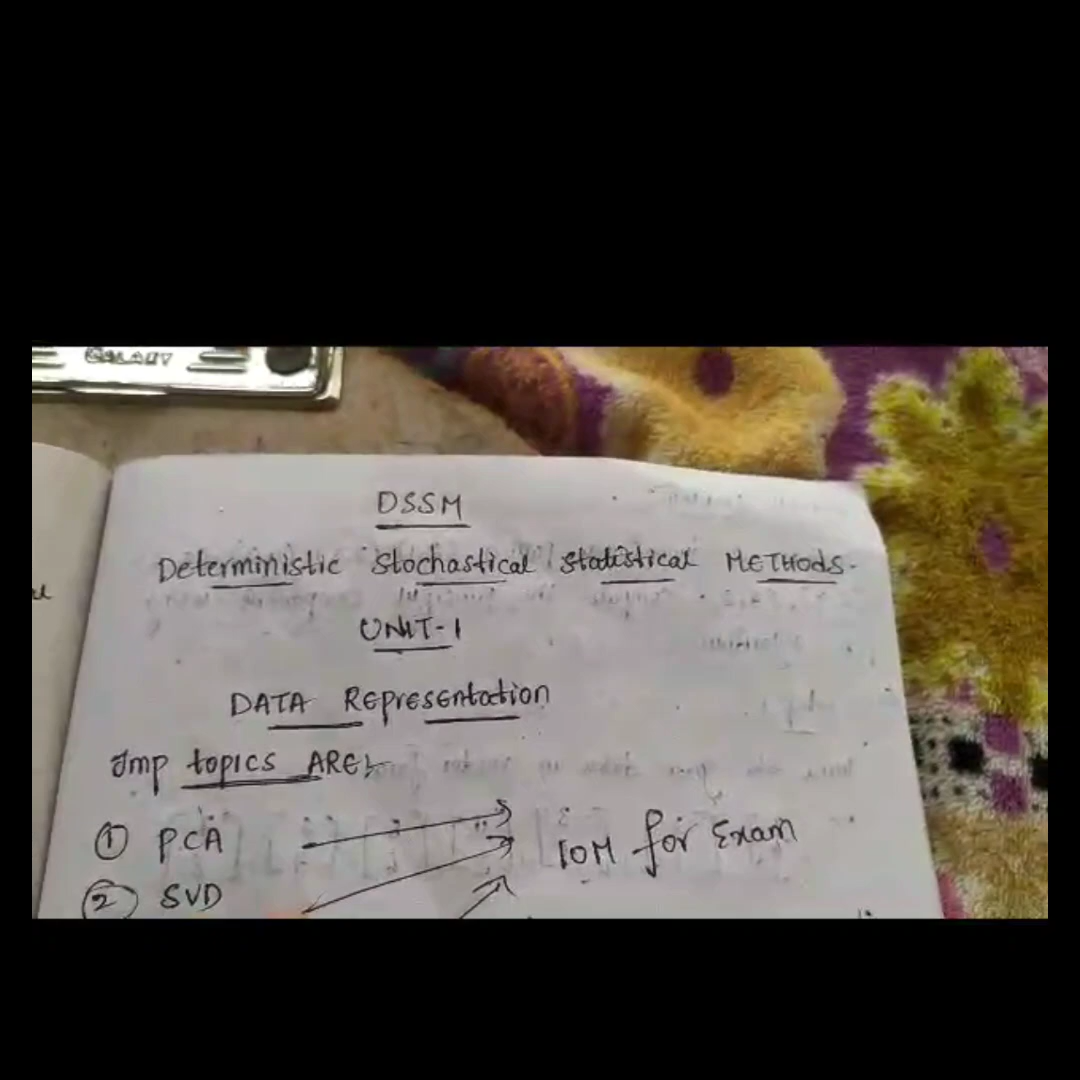 GALAXY
DSSM
Deterministic Stochastical Statistical METHODS.
UNIT-1
DATA Representation
Imp topics ARE:-
① PCA
10M for Exam
② SVD